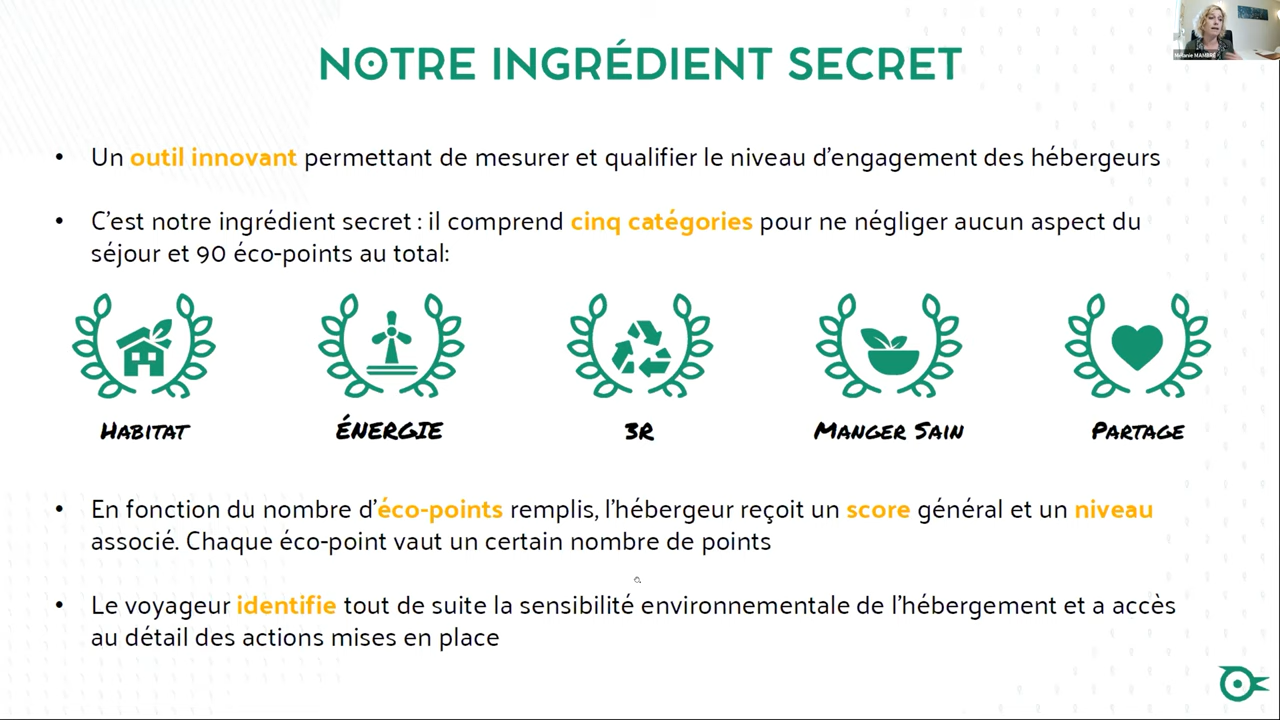 NOTRE INGRÉDIENT SECRET
Mélanie MAMBRÉ
• Un outil innovant permettant de mesurer et qualifier le niveau d'engagement des hébergeurs
• C'est notre ingrédient secret : il comprend cinq catégories pour ne négliger aucun aspect du
séjour et 90 éco-points au total:
HABITAT
ÉNERGIE
3R
MANGER SAIN
PARTAGE
• En fonction du nombre d'éco-points remplis, l'hébergeur reçoit un score général et un niveau
associé. Chaque éco-point vaut un certain nombre de points
• Le voyageur identifie tout de suite la sensibilité environnementale de l'hébergement et a accès
au détail des actions mises en place